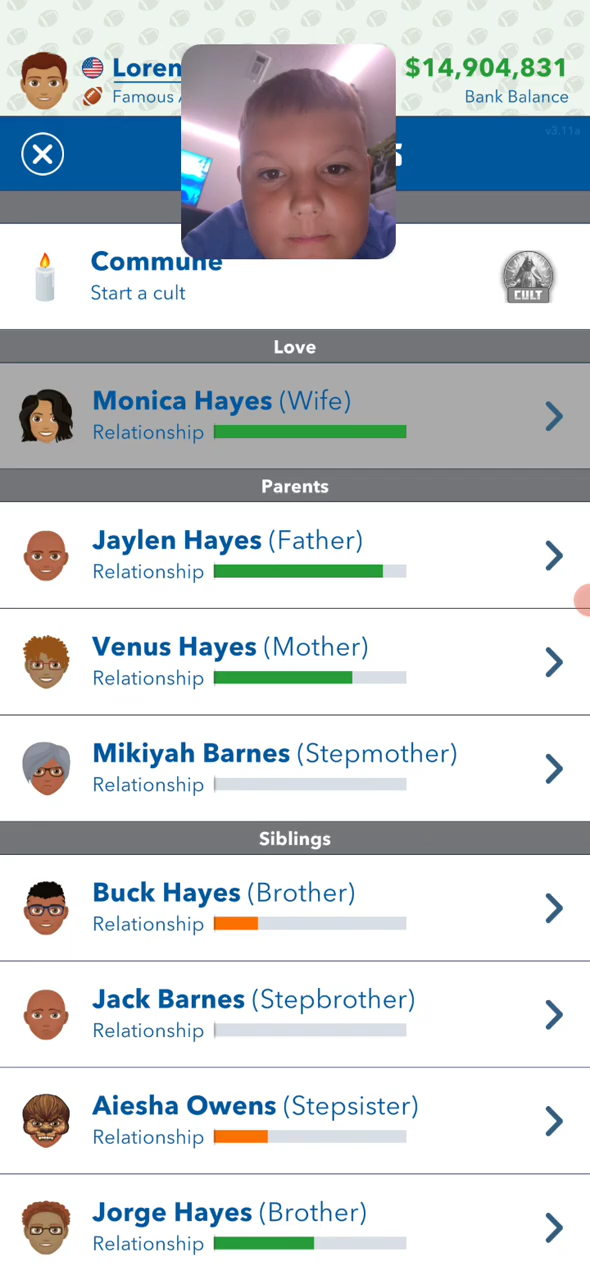 Loren
$14,904,831
Famous
Bank Balance
v3.11a
Commune
Start a cult
CULT
Love
Monica Hayes (Wife)
Relationship
Parents
Jaylen Hayes (Father)
Relationship
Venus Hayes (Mother)
Relationship
Mikiyah Barnes (Stepmother)
Relationship
Siblings
Buck Hayes (Brother)
Relationship
Jack Barnes (Stepbrother)
Relationship
Aiesha Owens (Stepsister)
Relationship
Jorge Hayes (Brother)
Relationship